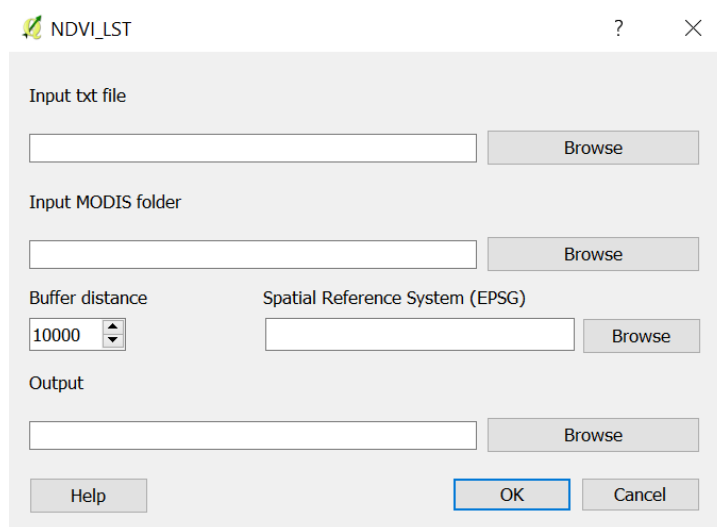 NDVI_LST ?
Input txt file
Browse
Input MODIS folder
Browse
Buffer distance Spatial Reference System (EPSG)
10000 Browse
Output
Browse
Help OK Cancel